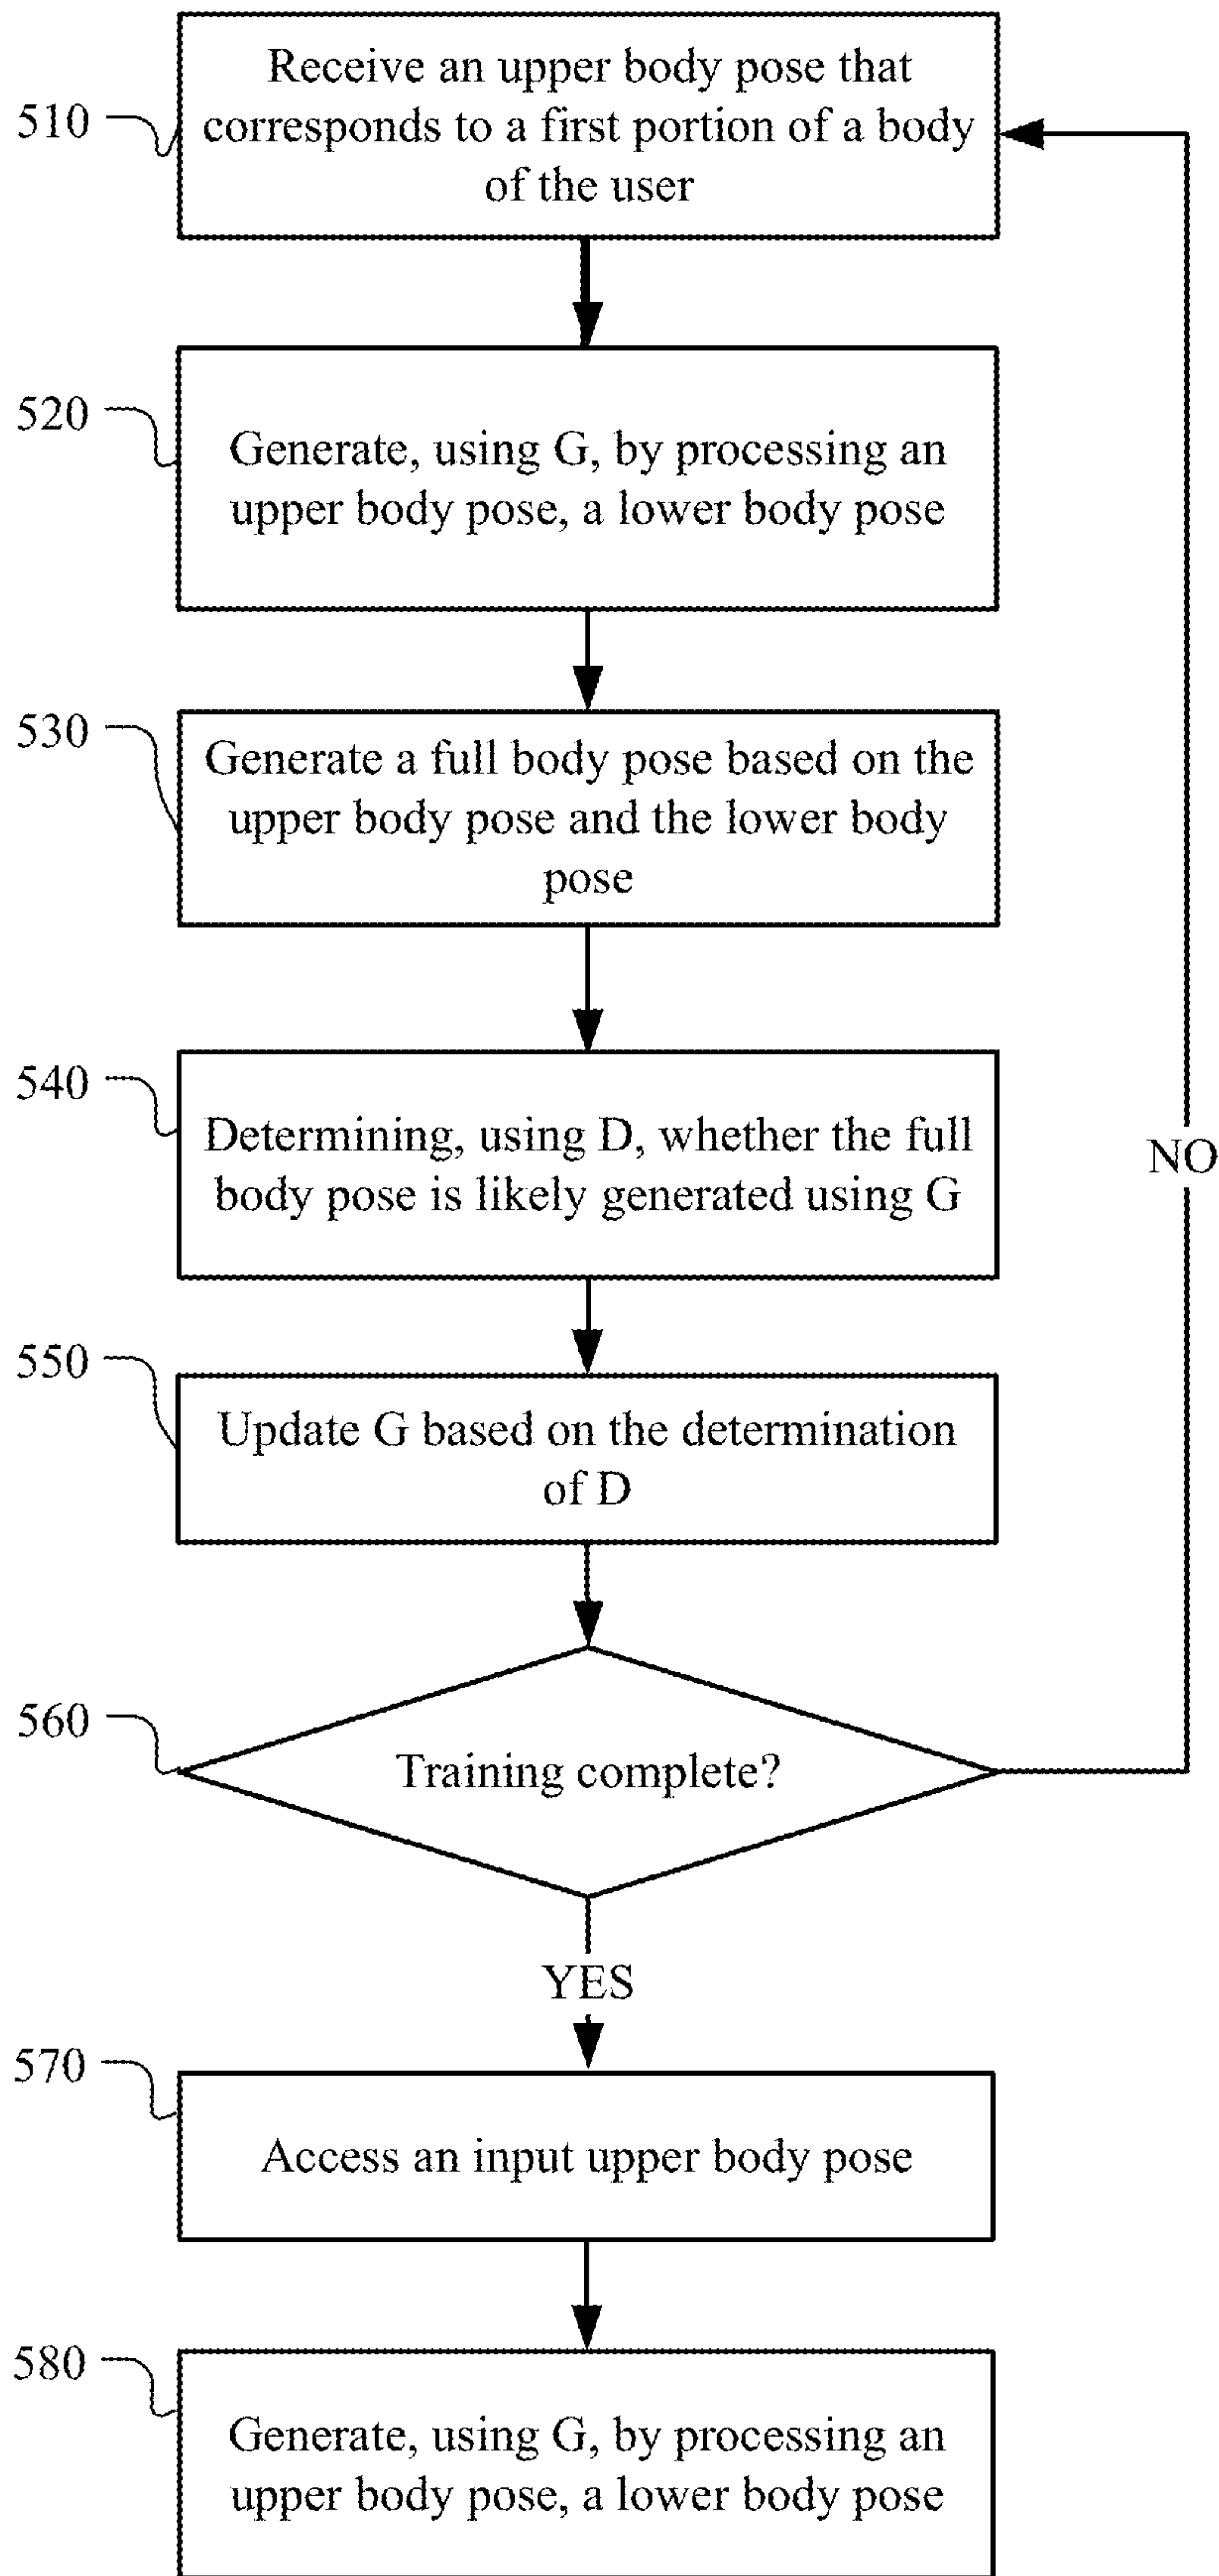 510
Receive an upper body pose that
corresponds to a first portion of a body
of the user
520
Generate, using G, by processing an
upper body pose, a lower body pose
530
Generate a full body pose based on the
upper body pose and the lower body
pose
540
Determining, using D, whether the full
body pose is likely generated using G
NO
550
Update G based on the determination
of D
560
Training complete?
YES
570
Access an input upper body pose
580
Generate, using G, by processing an
upper body pose, a lower body pose